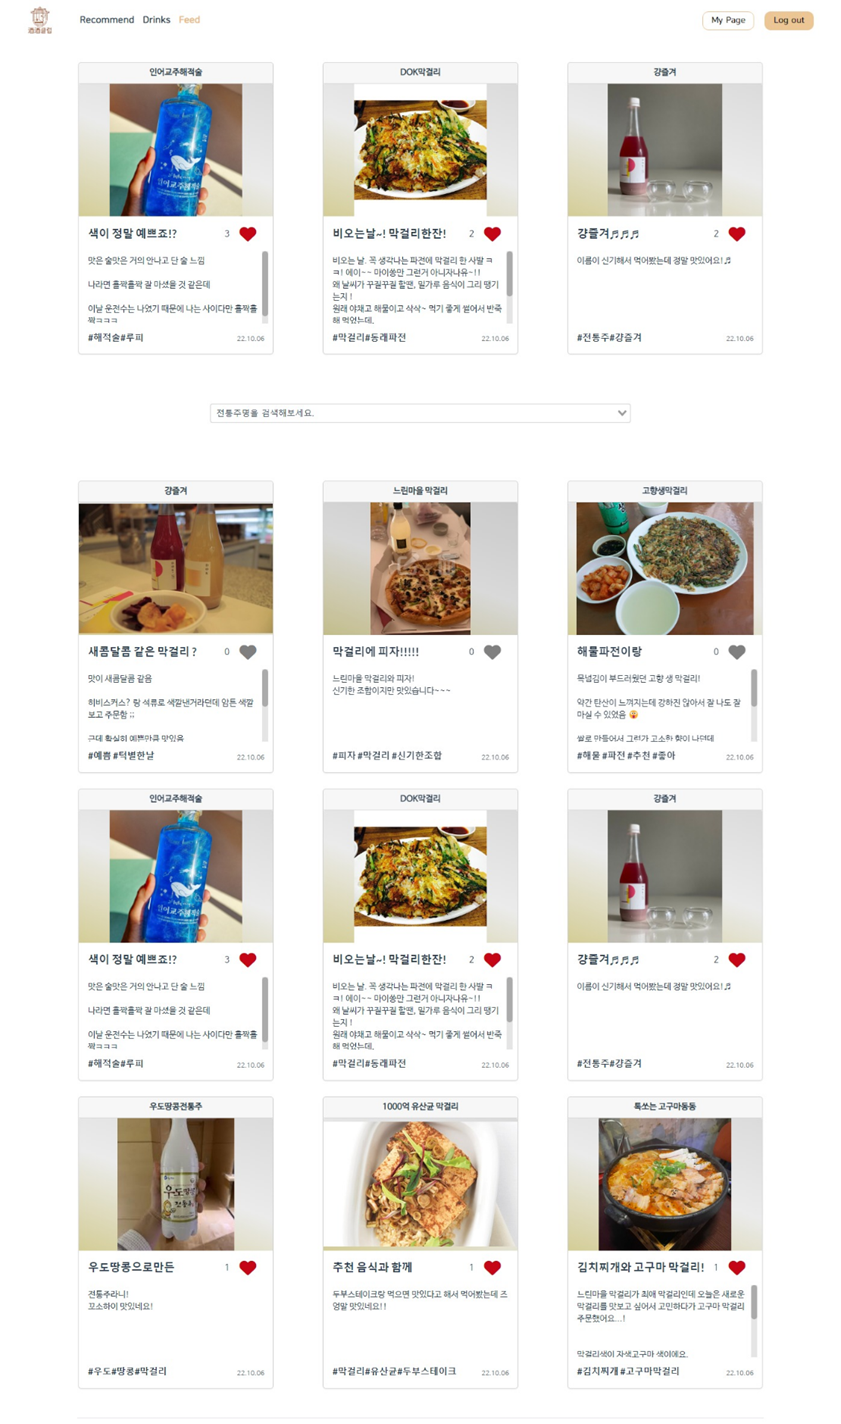 Recommend Drinks Feed
My Page
Log out
인어교주해적술
색이 정말 예쁘죠!?
3
맛은 술맛은 거의 안나고 단 술 느낌
나라면 홀짝홀짝 잘 마셨을 것 같은데
이날 운전수는 나였기 때문에 나는 사이다만 홀짝홀
짝ㅋㅋㅋ
#해적술#루피
22.10.06
DOK막걸리
비오는날~! 막걸리한잔!
2
비오는 날. 꼭 생각나는 파전에 막걸리 한 사발 ㅋ
ㅋ! 에이~~ 마이쏭만 그런거 아니자나유~!!
왜 날씨가 꾸질꾸질 할땐, 밀가루 음식이 그리 땡기
는지 !
원래 야채고 해물이고 삭삭~ 먹기 좋게 썰어서 반죽
해 먹었는데,
#막걸리#동래파전
22.10.06
걍즐겨
걍즐겨♬♬♬
2
이름이 신기해서 먹어봤는데 정말 맛있어요!♬
#전통주#걍즐겨
22.10.06
전통주명을 검색해보세요.
걍즐겨
새콤달콤 같은 막걸리 ?
0
맛이 새콤달콤 같음
히비스커스? 랑 석류로 색깔낸거라던데 암튼 색깔
보고 주문함 ;;
근데 확실히 예쁜만큼 맛있음
#예쁨 #턱별한날
22.10.06
느린마을 막걸리
막걸리에 피자!!!!!
0
느린마을 막걸리와 피자!
신기한 조합이지만 맛있습니다~~~
#피자 #막걸리 #신기한조합
22.10.06
고향생막걸리
해물파전이랑
0
목넘김이 부드러웠던 고향 생 막걸리!
약간 탄산이 느껴지는데 강하진 않아서 잘 나도 잘
마실 수 있었음 😩
쌀로 만들어서 그런가 고소한 향이 나던데
#해물 #파전 #추천 #좋아
22.10.06
인어교주해적술
색이 정말 예쁘죠!?
3
맛은 술맛은 거의 안나고 단 술 느낌
나라면 홀짝홀짝 잘 마셨을 것 같은데
이날 운전수는 나였기 때문에 나는 사이다만 홀짝홀
짝ㅋㅋㅋ
#해적술#루피
22.10.06
DOK막걸리
비오는날~! 막걸리한잔!
2
비오는 날. 꼭 생각나는 파전에 막걸리 한 사발 ㅋ
ㅋ! 에이~~ 마이쏭만 그런거 아니자나유~!!
왜 날씨가 꾸질꾸질 할땐, 밀가루 음식이 그리 땡기
는지 !
원래 야채고 해물이고 삭삭~ 먹기 좋게 썰어서 반죽
해 먹었는데,
#막걸리#동래파전
22.10.06
걍즐겨
걍즐겨♬♬♬
2
이름이 신기해서 먹어봤는데 정말 맛있어요!♬
#전통주#걍즐겨
22.10.06
우도땅콩전통주
우도땅콩으로만든
1
전통주라니!
꼬소하이 맛있네요!
#우도#땅콩#막걸리
22.10.06
1000억 유산균 막걸리
추천 음식과 함께
1
두부스테이크랑 먹으면 맛있다고 해서 먹어봤는데 즈
엉말 맛있네요!!
#막걸리#유산균#두부스테이크
22.10.06
톡쏘는 고구마동동
김치찌개와 고구마 막걸리!
1
느린마을 막걸리가 최애 막걸리인데 오늘은 새로운
막걸리를 맛보고 싶어서 고민하다가 고구마 막걸리
주문했어요...!
막걸리색이 자색고구마 색이에요.
#김치찌개 #고구마막걸리
22.10.06